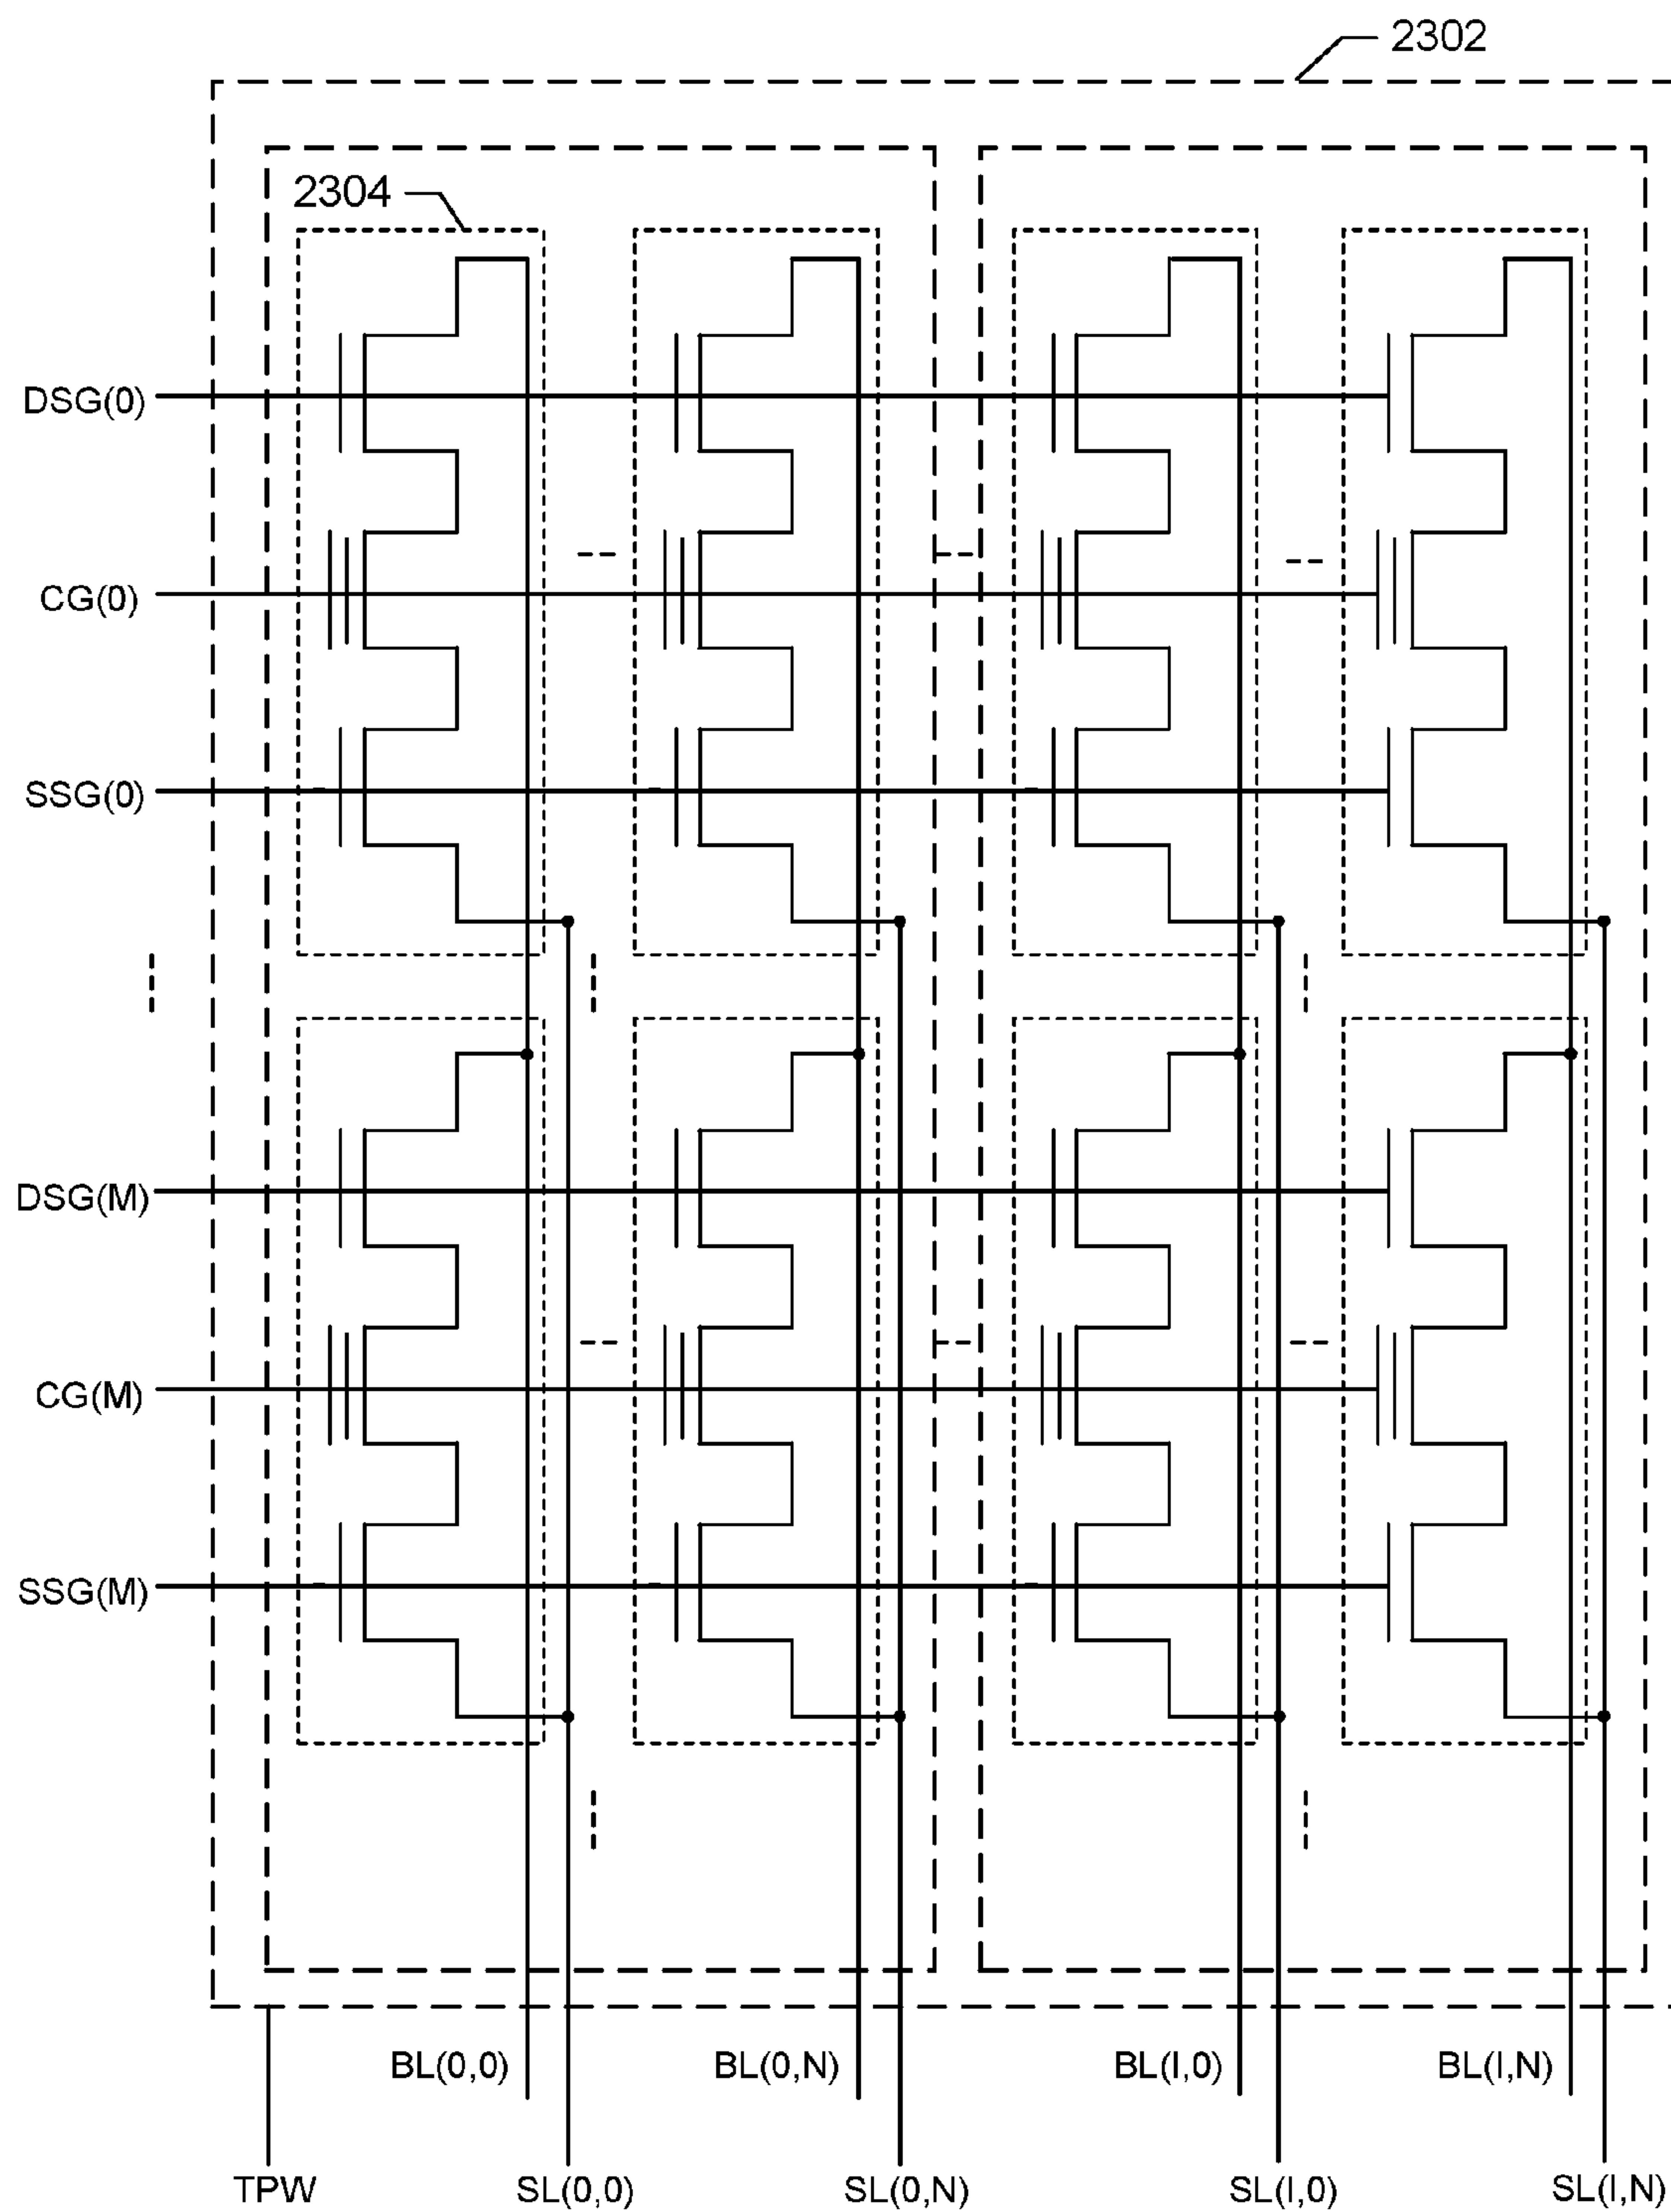 2302
2304
DSG(0)
CG(0)
SSG(0)
DSG(M)
CG(M)
SSG(M)
BL(0,0) BL(0,N) BL(I,0) BL(I,N)
TPW SL(0,0) SL(0,N) SL(I,0) SL(I,N)